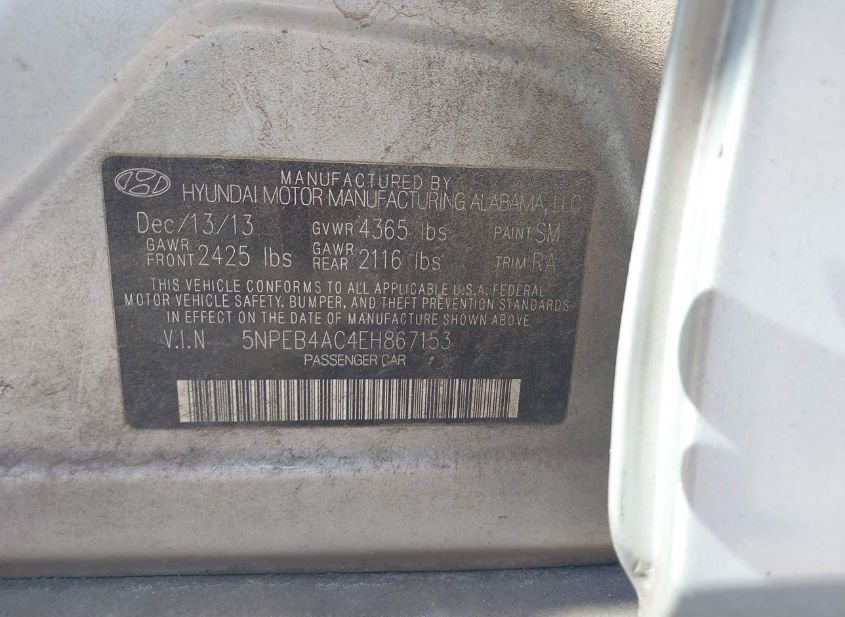 MANUFACTURED BY
HYUNDAI MOTOR MANUFACTURING ALABAMA, LLC
Dec/13/13 GVWR 4365 lbs PAINT SM
GAWR FRONT 2425 lbs GAWR REAR 2116 lbs TRIM RA
THIS VEHICLE CONFORMS TO ALL APPLICABLE U.S.A. FEDERAL
MOTOR VEHICLE SAFETY, BUMPER, AND THEFT PREVENTION STANDARDS
IN EFFECT ON THE DATE OF MANUFACTURE SHOWN ABOVE
V.I.N 5NPEB4AC4EH867153
PASSENGER CAR